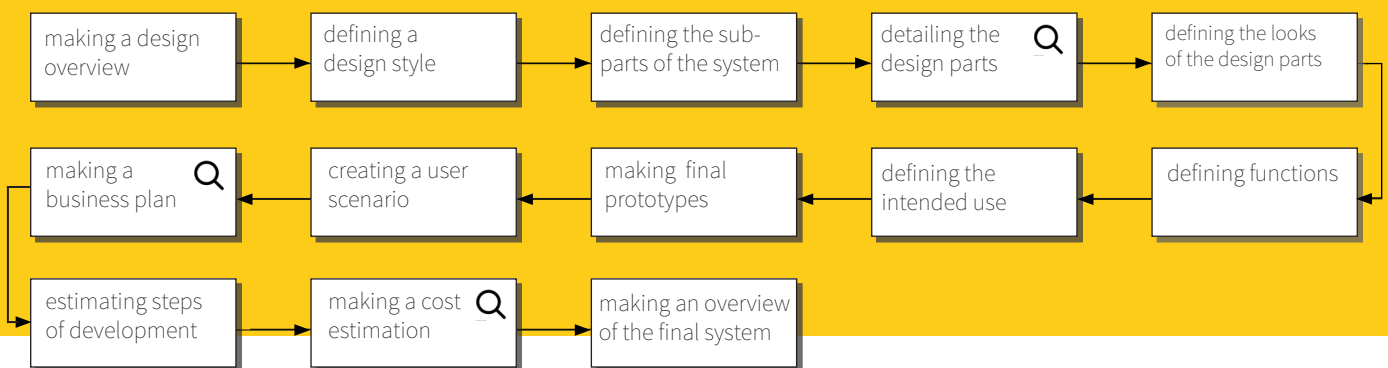 making a design
overview
defining a
design style
defining the sub-
parts of the system
detailing the
design parts
defining the looks
of the design parts
defining functions
defining the
intended use
making final
prototypes
creating a user
scenario
making a
business plan
estimating steps
of development
making a cost
estimation
making an overview
of the final system